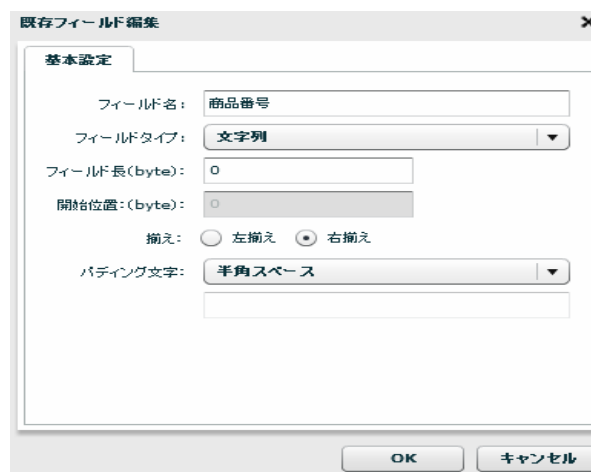 既存フィールド編集
基本設定
フィールド名: 商品番号
フィールドタイプ: 文字列
フィールド長(byte): 0
開始位置:(byte): 0
揃え: 左揃え 右揃え
パディング文字: 半角スペース
OK キャンセル